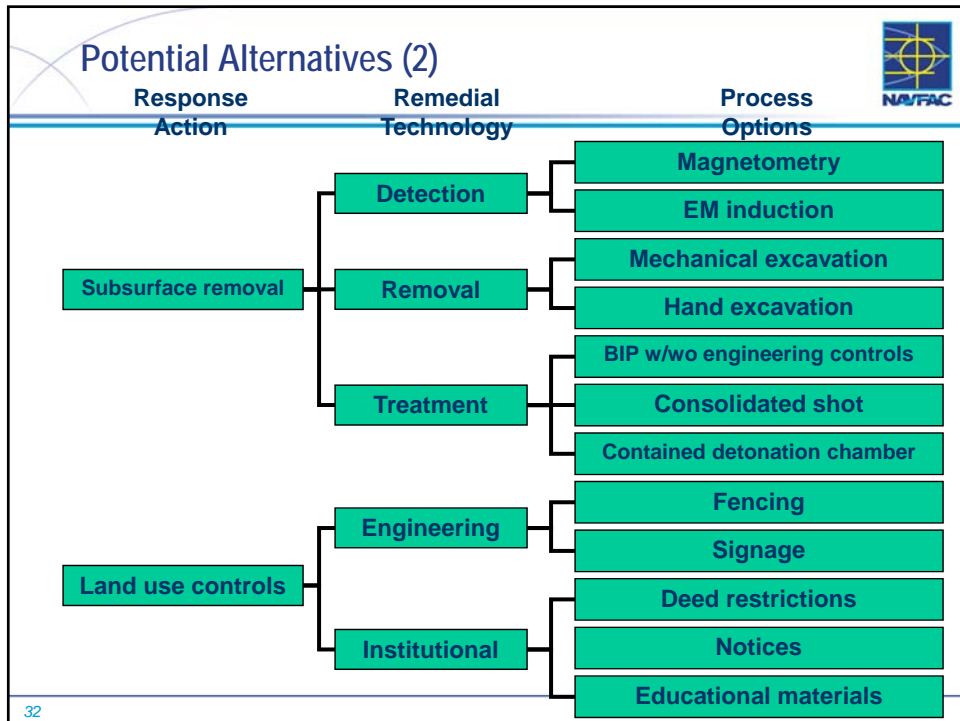 Potential Alternatives (2)
NAVFAC
Response
Action
Remedial
Technology
Process
Options
Subsurface removal
Detection
Magnetometry
EM induction
Removal
Mechanical excavation
Hand excavation
Treatment
BIP w/wo engineering controls
Consolidated shot
Contained detonation chamber
Land use controls
Engineering
Fencing
Signage
Institutional
Deed restrictions
Notices
Educational materials
32